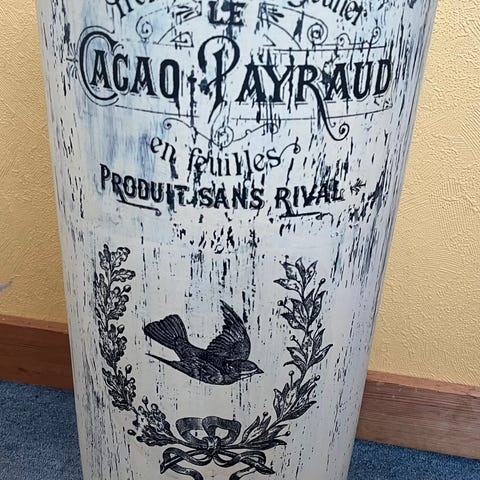 LE
CACAO PAYRAUD
en feuilles
PRODUIT SANS RIVAL